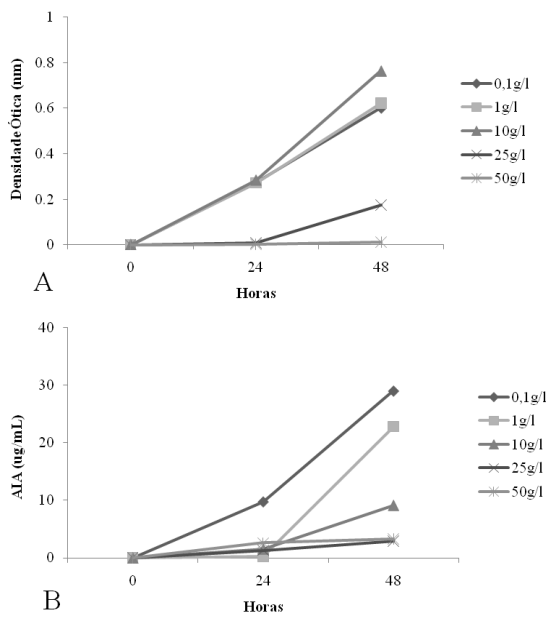 1
0.8
0.6
0.4
0.2
0
Densidade Ótica (nm)
0
24
48
Horas
A
0,1g/l
1g/l
10g/l
25g/l
50g/l
40
30
20
10
0
AIA (ug/mL)
0
24
48
Horas
B
0,1g/l
1g/l
10g/l
25g/l
50g/l